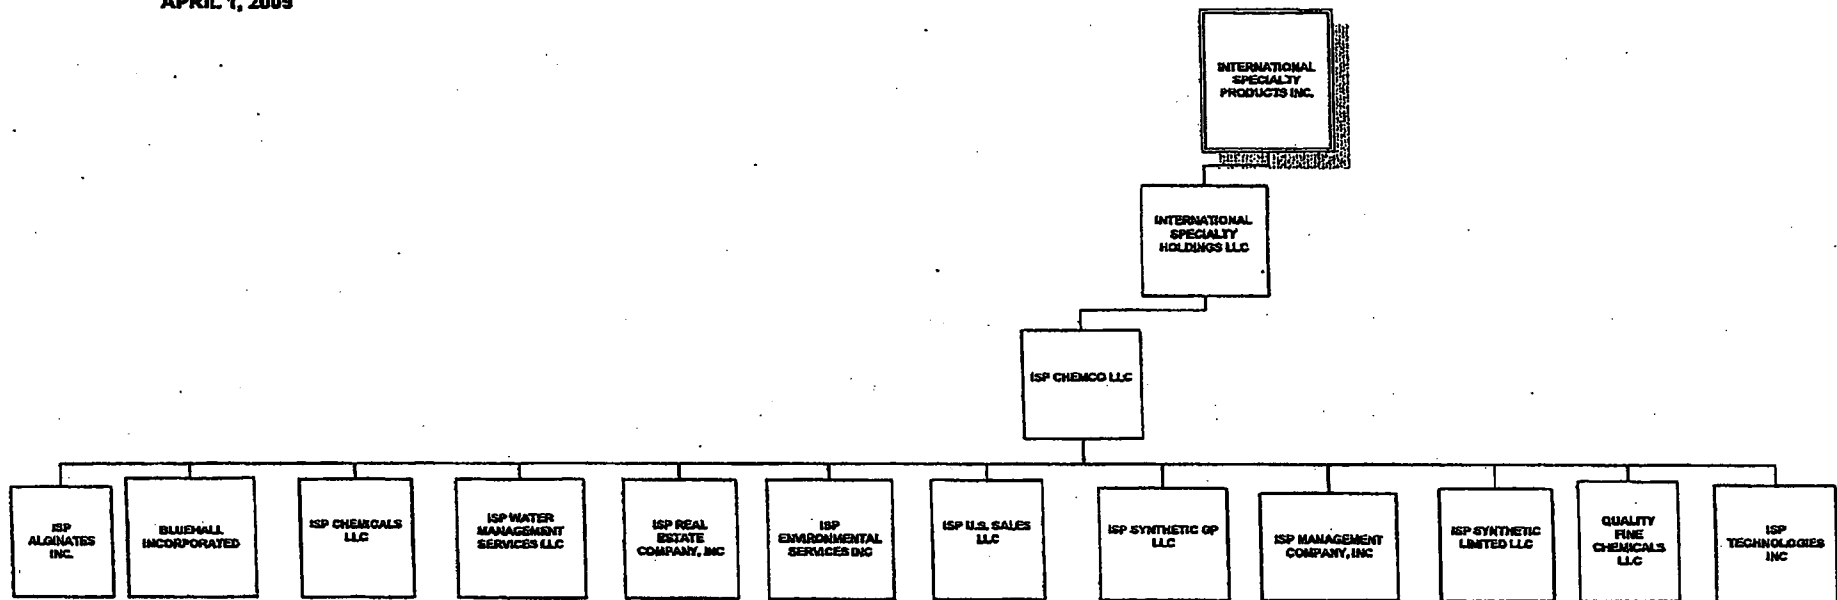 APRIL 1, 2009
INTERNATIONAL
SPECIALTY
PRODUCTS INC.
INTERNATIONAL
SPECIALTY
HOLDINGS LLC
ISP CHEMCO LLC
ISP
ALGINATES
INC.
BLUEHALL
INCORPORATED
ISP CHEMICALS
LLC
ISP WATER
MANAGEMENT
SERVICES LLC
ISP REAL
ESTATE
COMPANY, INC
ISP
ENVIRONMENTAL
SERVICES INC
ISP U.S. SALES
LLC
ISP SYNTHETIC GP
LLC
ISP MANAGEMENT
COMPANY, INC
ISP SYNTHETIC
LIMITED LLC
QUALITY
FINE
CHEMICALS
LLC
ISP
TECHNOLOGIES
INC